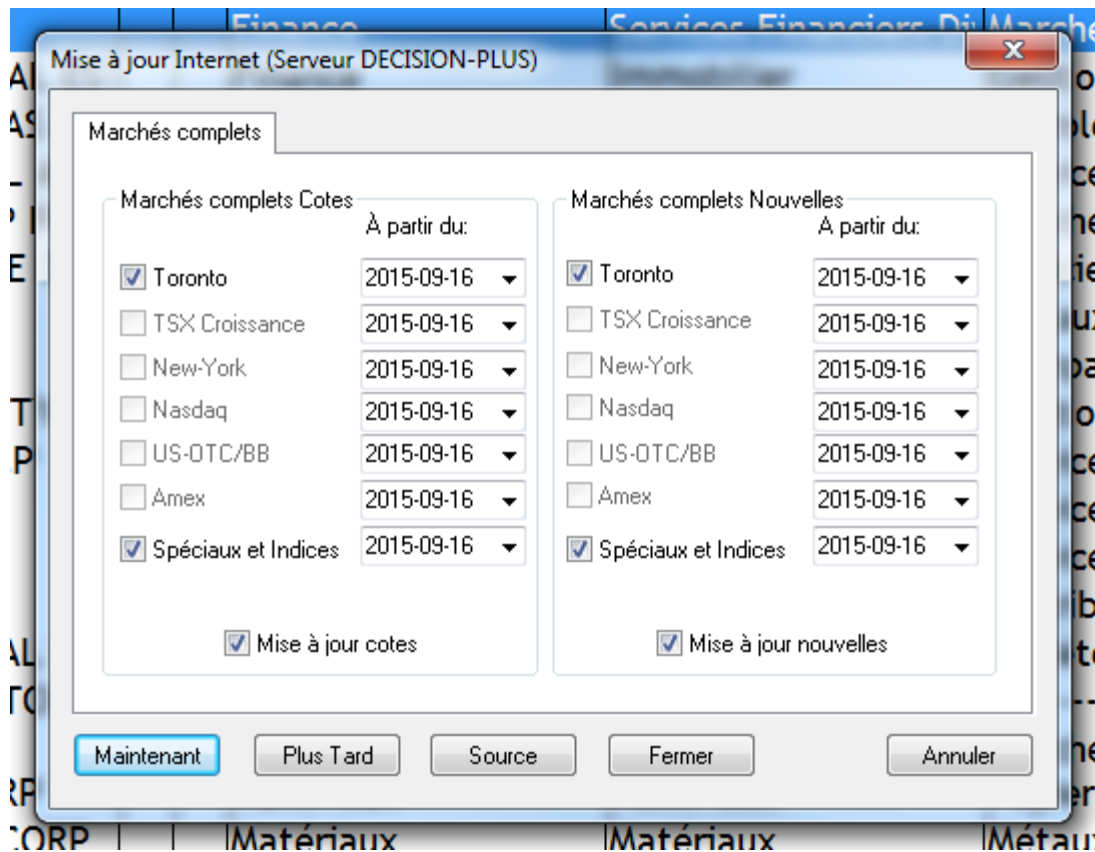 Finance
Services Financiers
Mise à jour Internet (Serveur DECISION-PLUS)
Marchés complets
Marchés complets Cotes
À partir du:
Toronto 2015-09-16
TSX Croissance 2015-09-16
New-York 2015-09-16
Nasdaq 2015-09-16
US-OTC/BB 2015-09-16
Amex 2015-09-16
Spéciaux et Indices 2015-09-16
Mise à jour cotes
Marchés complets Nouvelles
A partir du:
Toronto 2015-09-16
TSX Croissance 2015-09-16
New-York 2015-09-16
Nasdaq 2015-09-16
US-OTC/BB 2015-09-16
Amex 2015-09-16
Spéciaux et Indices 2015-09-16
Mise à jour nouvelles
Maintenant Plus Tard Source Fermer Annuler
CORP Matériaux Matériaux Métaux